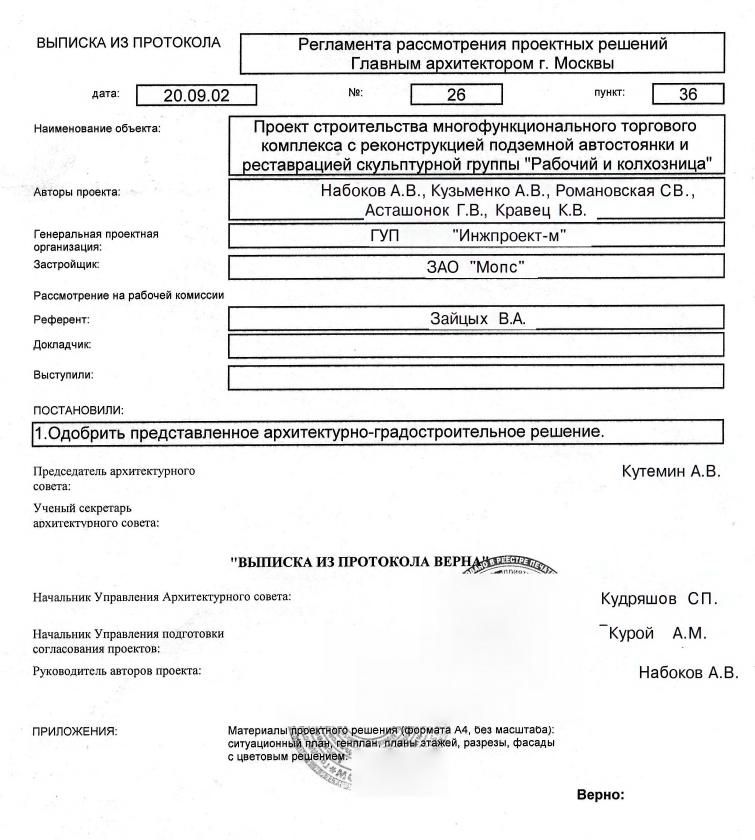 ВЫПИСКА ИЗ ПРОТОКОЛА
Регламента рассмотрения проектных решений
Главным архитектором г. Москвы
дата: 20.09.02 №: 26 пункт: 36
Наименование объекта:
Проект строительства многофункционального торгового
комплекса с реконструкцией подземной автостоянки и
реставрацией скульптурной группы "Рабочий и колхозница"
Авторы проекта:
Набоков А.В., Кузьменко А.В., Романовская СВ.,
Асташонок Г.В., Кравец К.В.
Генеральная проектная
организация:
ГУП "Инжпроект-м"
Застройщик: ЗАО "Мопс"
Рассмотрение на рабочей комиссии
Референт: Зайцых В.А.
Докладчик:
Выступили:
ПОСТАНОВИЛИ:
1.Одобрить представленное архитектурно-градостроительное решение.
Председатель архитектурного
совета:
Кутемин А.В.
Ученый секретарь
архитектурного совета:
"ВЫПИСКА ИЗ ПРОТОКОЛА ВЕРНА"
В РЕЕСТРЕ
Начальник Управления Архитектурного совета: Кудряшов СП.
Начальник Управления подготовки
согласования проектов:
Курой А.М.
Руководитель авторов проекта: Набоков А.В.
ПРИЛОЖЕНИЯ:
Материалы проектного решения (формата А4, без масштаба):
ситуационный план, генплан, планы этажей, разрезы, фасады
с цветовым решением.
Верно: